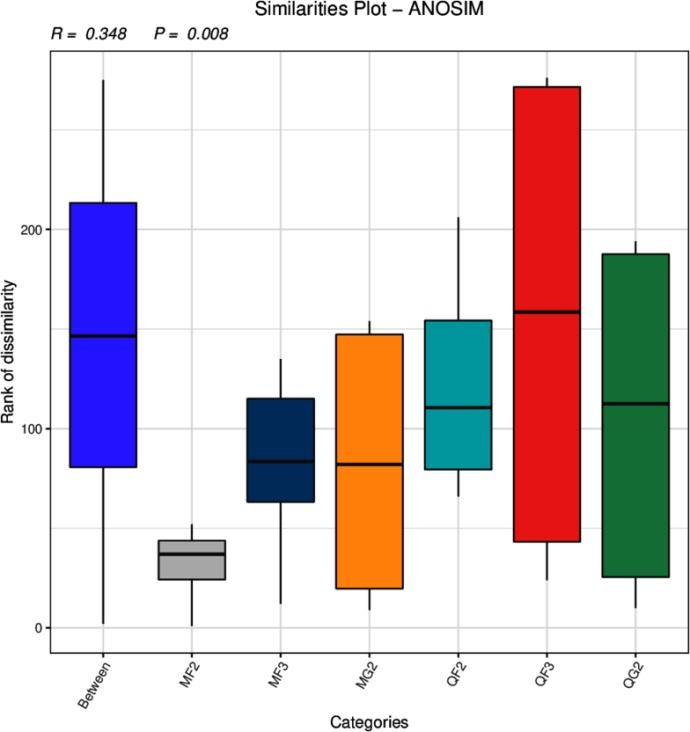 Similarities Plot – ANOSIM
R = 0.348 P = 0.008
Rank of dissimilarity
200
100
0
Between MF2 MF3 MG2 QF2 QF3 QG2
Categories